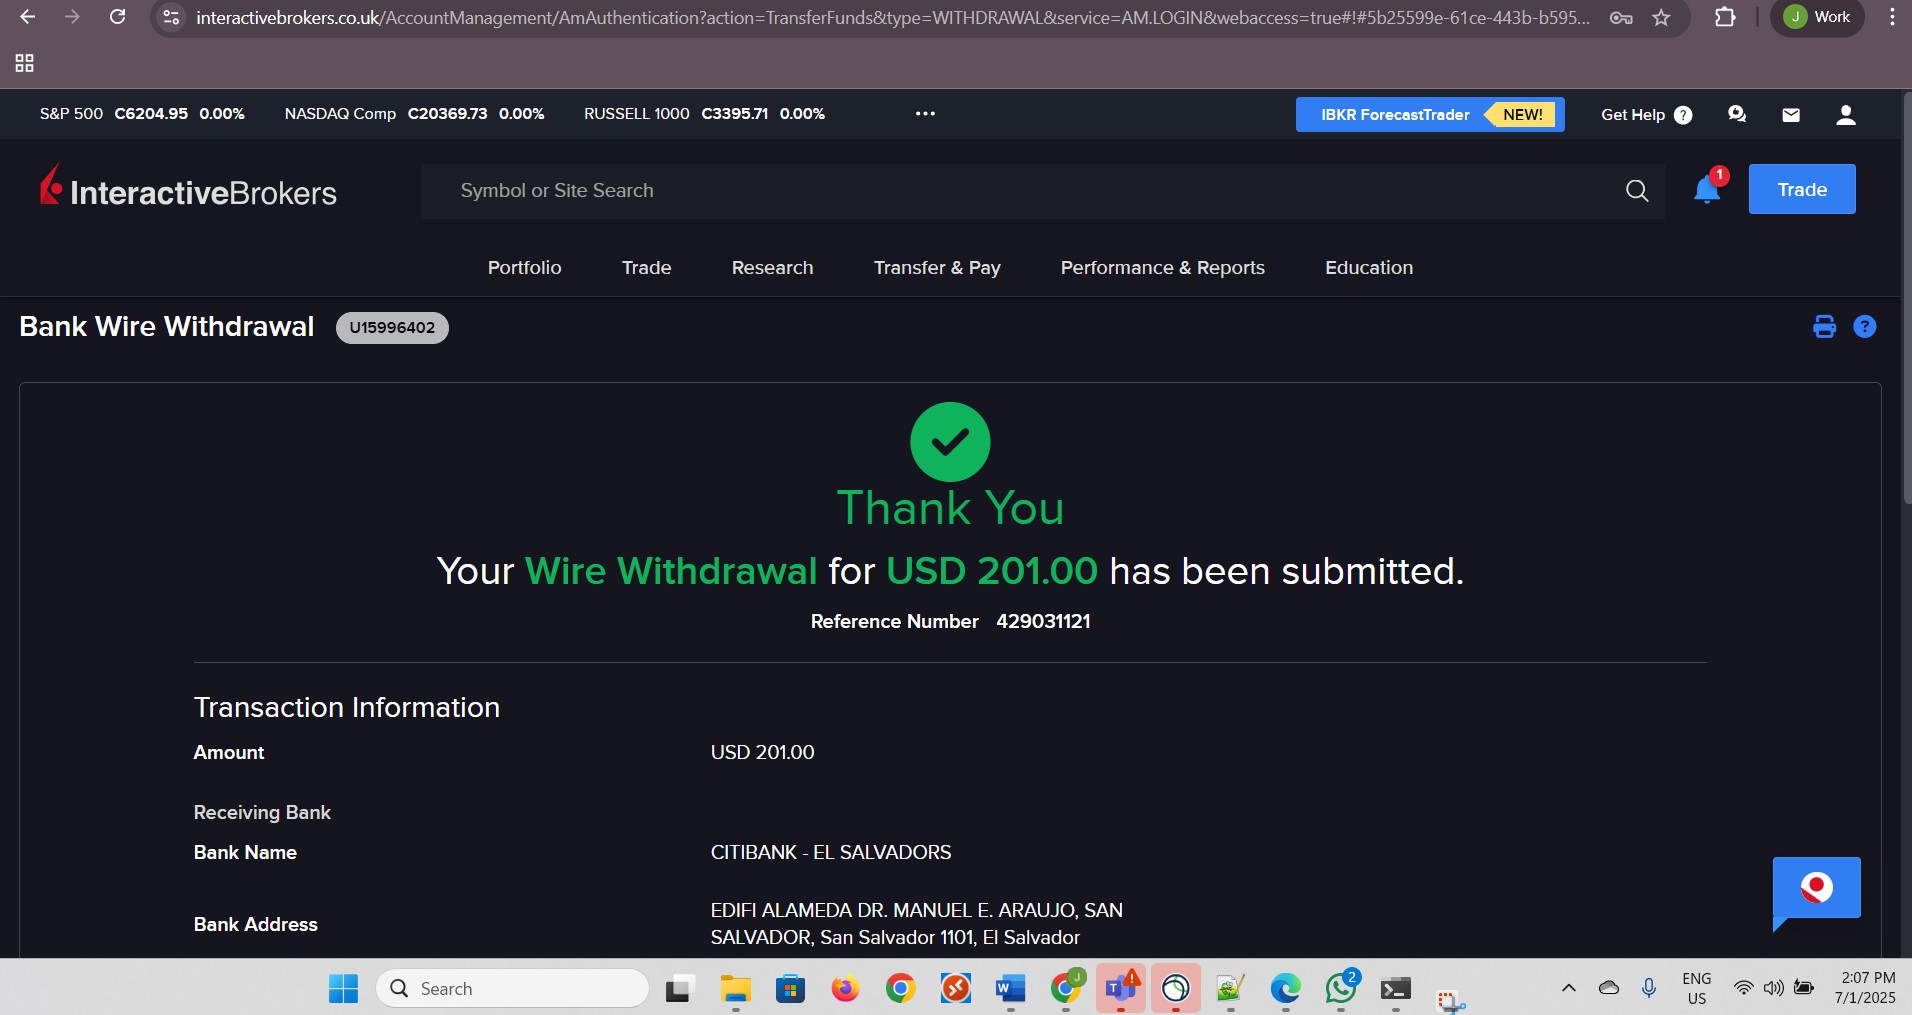 interactivebrokers.co.uk/AccountManagement/AmAuthentication?action=TransferFunds&type=WITHDRAWAL&service=AM.LOGIN&webaccess=true#!#5b25599e-61ce-443b-b595...
J Work
S&P 500 C6204.95 0.00% NASDAQ Comp C20369.73 0.00% RUSSELL 1000 C3395.71 0.00% ••• IBKR ForecastTrader NEW! Get Help ?
InteractiveBrokers Symbol or Site Search 1 Trade
Portfolio Trade Research Transfer & Pay Performance & Reports Education
Bank Wire Withdrawal U15996402 ?
Thank You
Your Wire Withdrawal for USD 201.00 has been submitted.
Reference Number 429031121
Transaction Information
Amount USD 201.00
Receiving Bank
Bank Name CITIBANK - EL SALVADORS
Bank Address EDIFI ALAMEDA DR. MANUEL E. ARAUJO, SAN
SALVADOR, San Salvador 1101, El Salvador
Search W J T 2 ENG
US 2:07 PM
7/1/2025